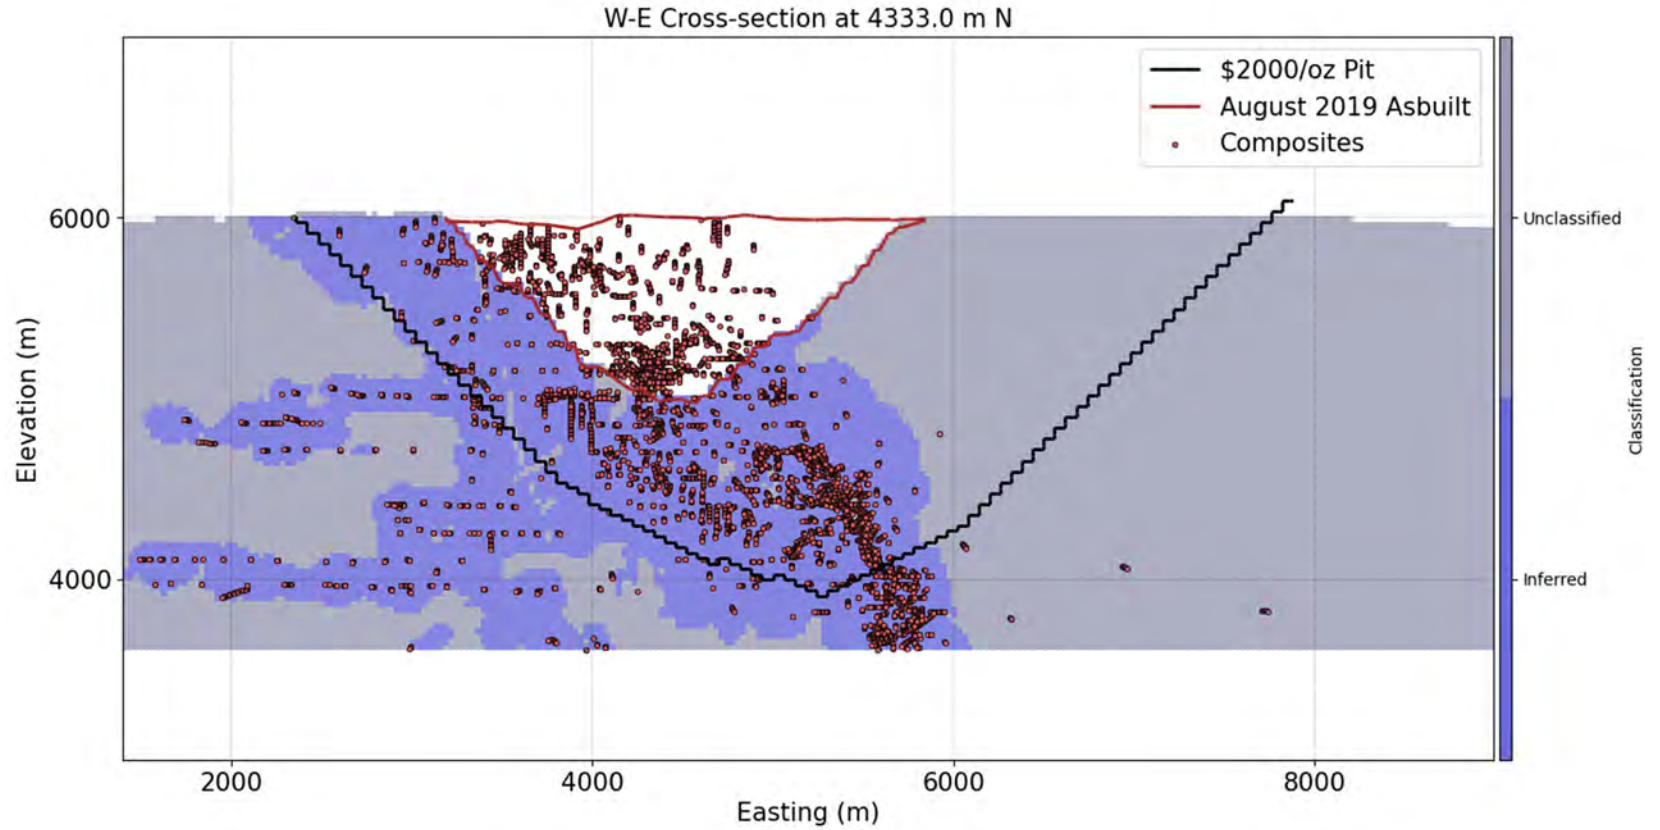 W-E Cross-section at 4333.0 m N
$2000/oz Pit
August 2019 Asbuilt
Composites
6000
4000
Elevation (m)
2000
4000
6000
8000
Easting (m)
Unclassified
Inferred
Classification